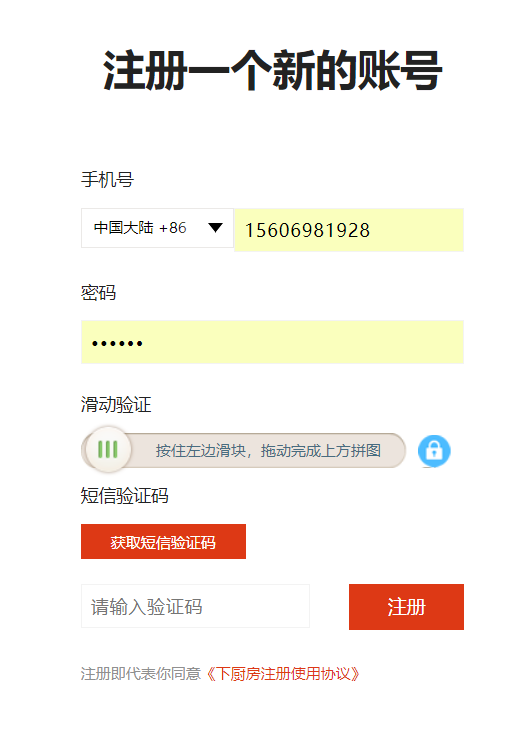 注册一个新的账号
手机号
中国大陆 +86
15606981928
密码
••••••
滑动验证
按住左边滑块，拖动完成上方拼图
短信验证码
获取短信验证码
请输入验证码
注册
注册即代表你同意《下厨房注册使用协议》